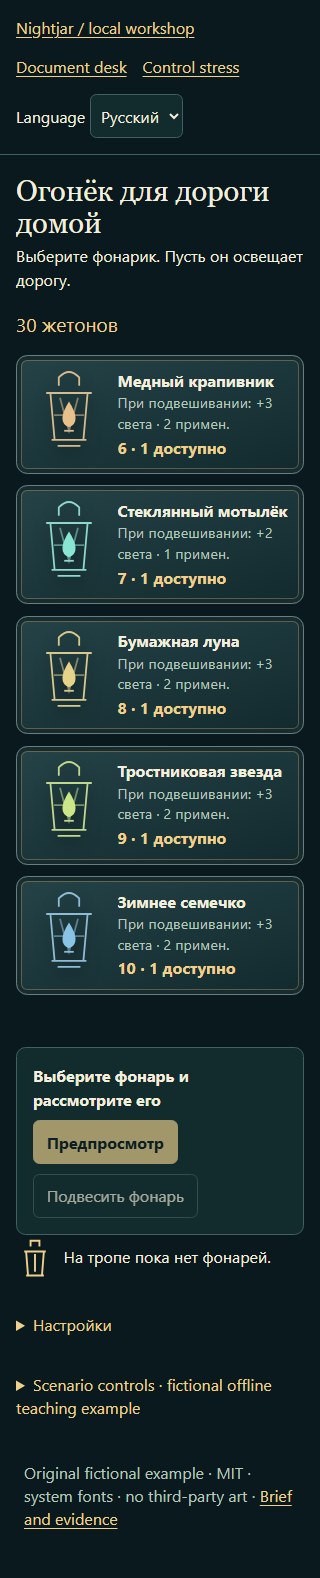 Nightjar / local workshop
Document desk Control stress
Language Русский
Огонёк для дороги
домой
Выберите фонарик. Пусть он освещает
дорогу.
30 жетонов
Медный крапивник
При подвешивании: +3
света · 2 примен.
6 · 1 доступно
Стеклянный мотылёк
При подвешивании: +2
света · 1 примен.
7 · 1 доступно
Бумажная луна
При подвешивании: +3
света · 2 примен.
8 · 1 доступно
Тростниковая звезда
При подвешивании: +3
света · 2 примен.
9 · 1 доступно
Зимнее семечко
При подвешивании: +3
света · 2 примен.
10 · 1 доступно
Выберите фонарь и
рассмотрите его
Предпросмотр
Подвесить фонарь
На тропе пока нет фонарей.
Настройки
Scenario controls · fictional offline
teaching example
Original fictional example · MIT ·
system fonts · no third-party art · Brief
and evidence